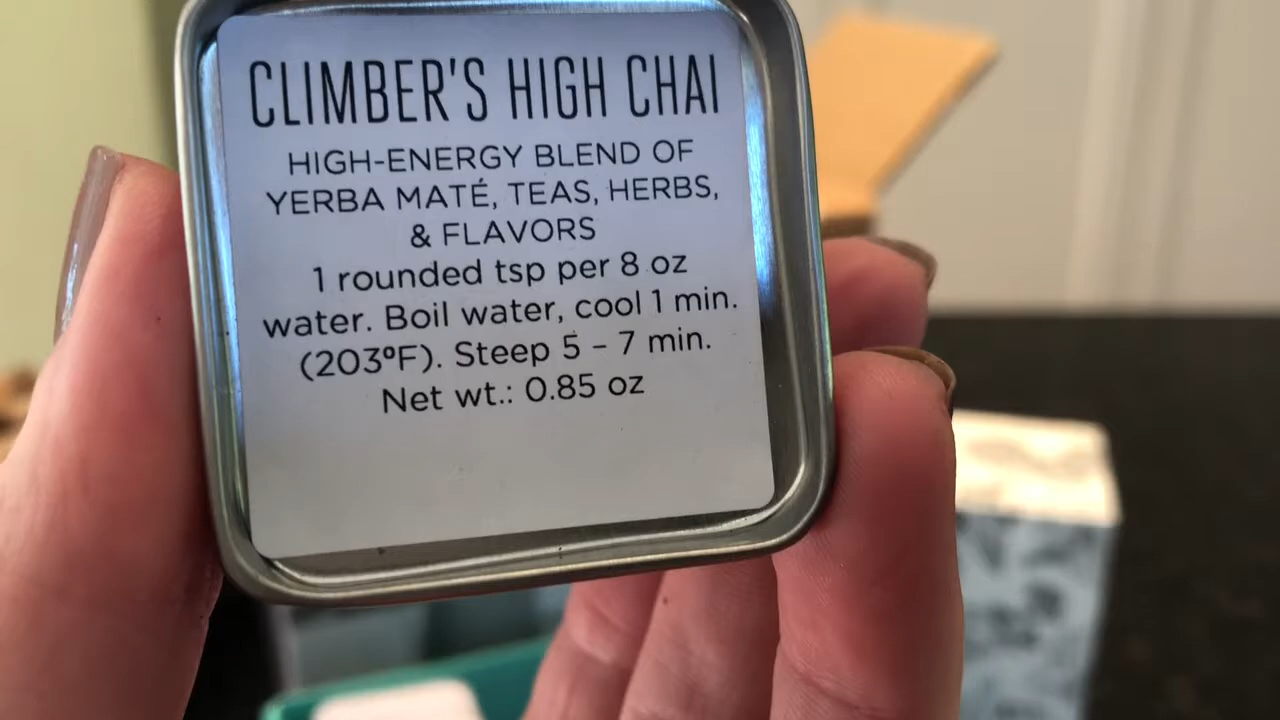 CLIMBER'S HIGH CHAI
HIGH-ENERGY BLEND OF
YERBA MATÉ, TEAS, HERBS,
& FLAVORS
1 rounded tsp per 8 oz
water. Boil water, cool 1 min.
(203ºF). Steep 5 – 7 min.
Net wt.: 0.85 oz